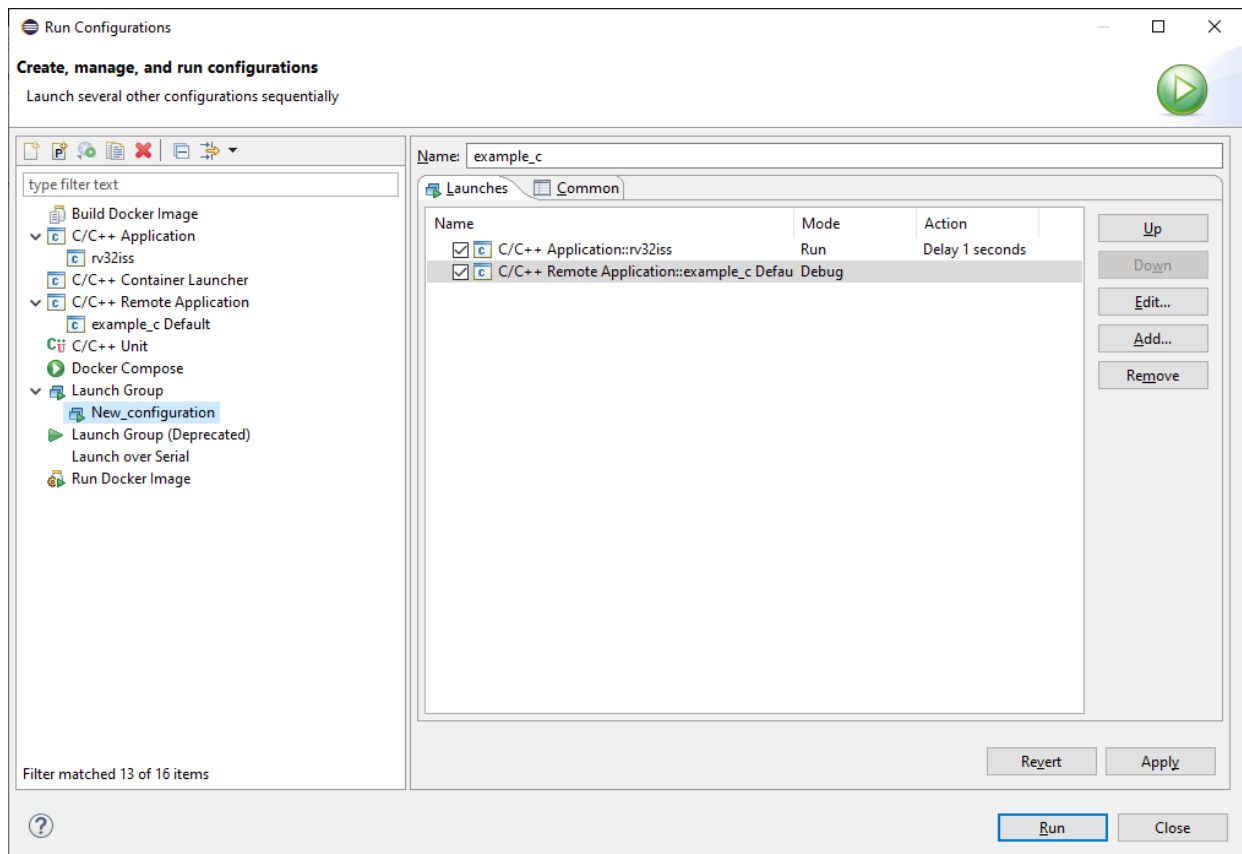 Run Configurations
Create, manage, and run configurations
Launch several other configurations sequentially
type filter text
Build Docker Image
C/C++ Application
rv32iss
C/C++ Container Launcher
C/C++ Remote Application
example_c Default
C/C++ Unit
Docker Compose
Launch Group
New_configuration
Launch Group (Deprecated)
Launch over Serial
Run Docker Image
Filter matched 13 of 16 items
Name: example_c
Launches Common
Name Mode Action
C/C++ Application::rv32iss Run Delay 1 seconds
C/C++ Remote Application::example_c Defau Debug
Up
Down
Edit...
Add...
Remove
Revert Apply
Run Close